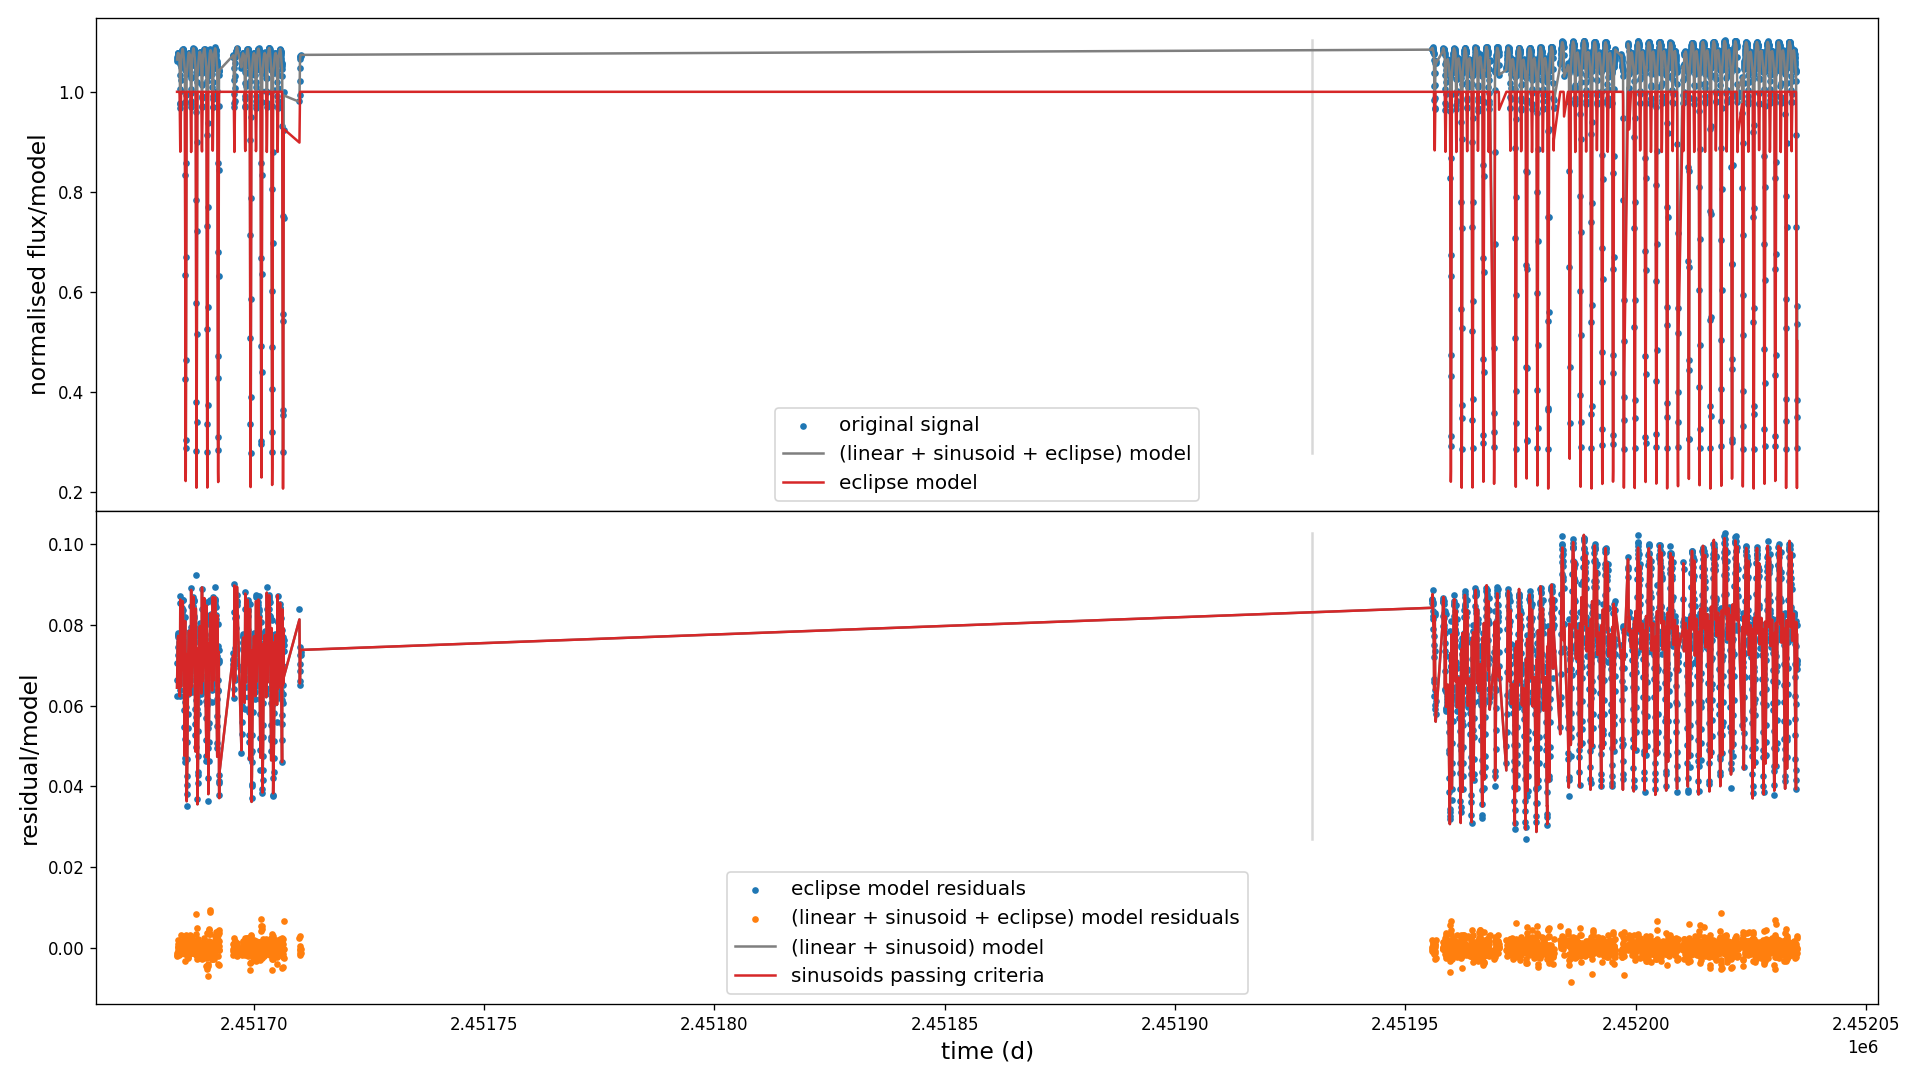 normalised flux/model
1.0
0.8
0.6
0.4
0.2
original signal
(linear + sinusoid + eclipse) model
eclipse model
residual/model
0.10
0.08
0.06
0.04
0.02
0.00
eclipse model residuals
(linear + sinusoid + eclipse) model residuals
(linear + sinusoid) model
sinusoids passing criteria
2.45170 2.45175 2.45180 2.45185 2.45190 2.45195 2.45200 2.45205
time (d)
1e6